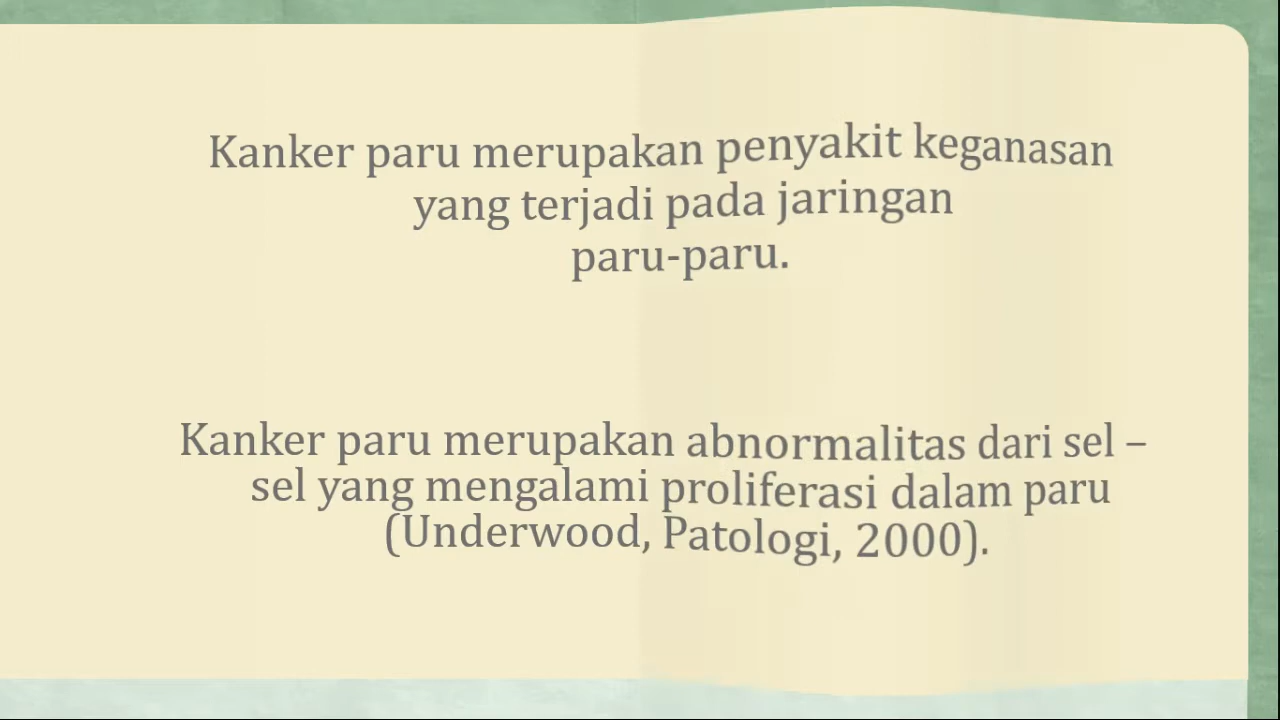 Kanker paru merupakan penyakit keganasan
yang terjadi pada jaringan
paru-paru.
Kanker paru merupakan abnormalitas dari sel –
sel yang mengalami proliferasi dalam paru
(Underwood, Patologi, 2000).